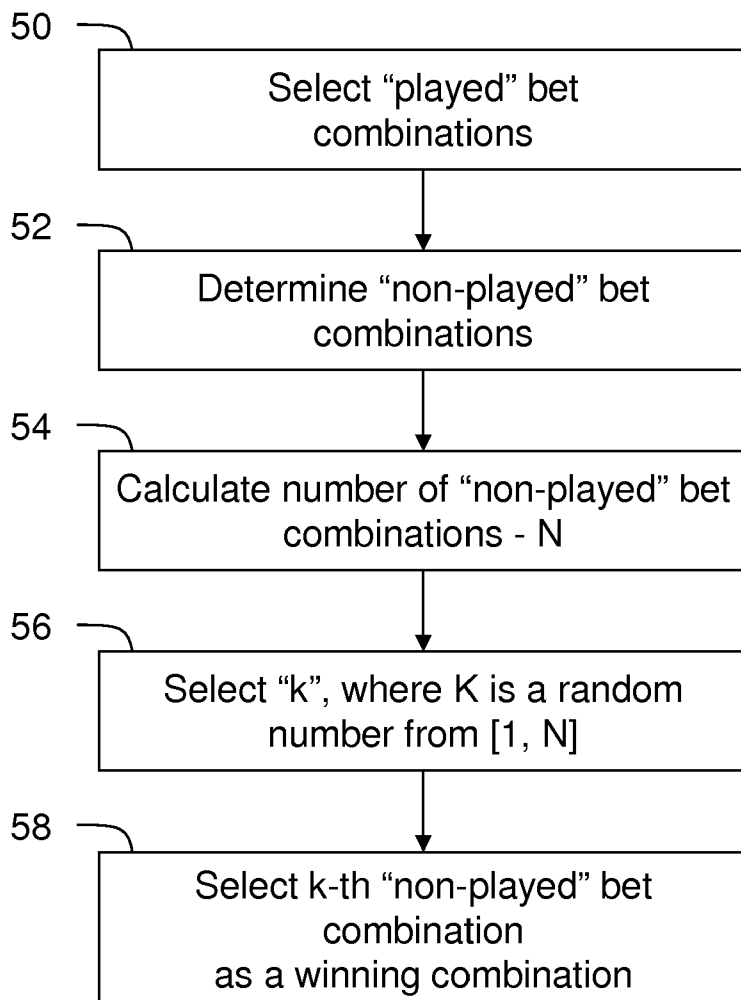 50
Select “played” bet
combinations
52
Determine “non-played” bet
combinations
54
Calculate number of “non-played” bet
combinations - N
56
Select “k”, where K is a random
number from [1, N]
58
Select k-th “non-played” bet
combination
as a winning combination